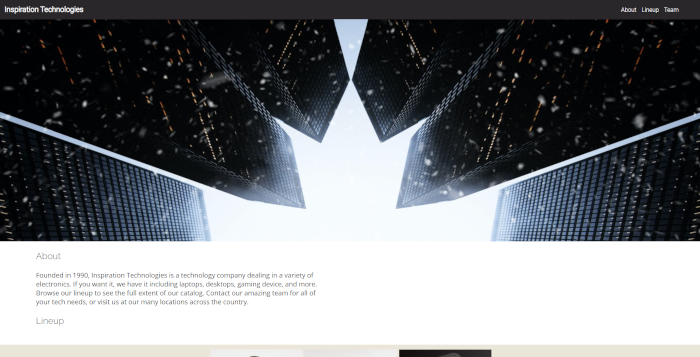 Inspiration Technologies
About Lineup Team
About
Founded in 1990, Inspiration Technologies is a technology company dealing in a variety of
electronics. If you want it, we have it including laptops, desktops, gaming device, and more.
Browse our lineup to see the full extent of our catalog. Contact our amazing team for all of
your tech needs, or visit us at our many locations across the country.
Lineup